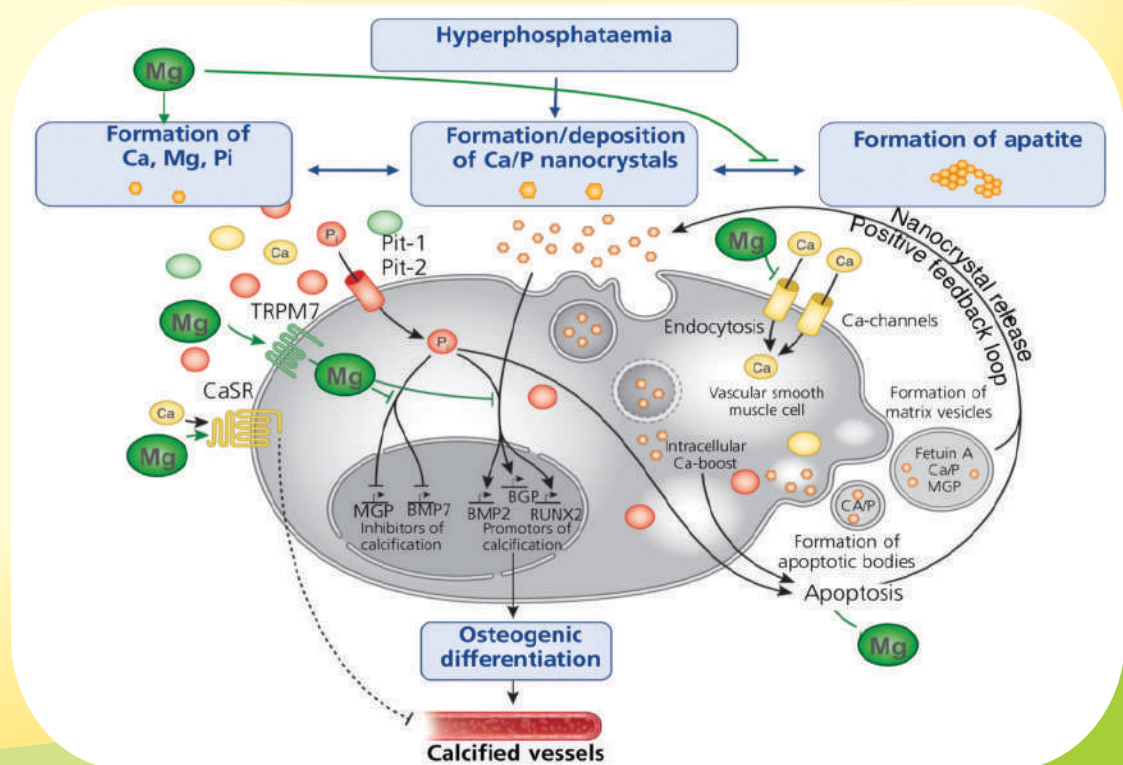 Hyperphosphataemia
Mg
Formation of
Ca, Mg, Pi
Formation/deposition
of Ca/P nanocrystals
Formation of apatite
Nanocrystal release
Positive feedback loop
Ca
Pi
Pit-1
Pit-2
Mg
Ca
Ca
TRPM7
Mg
Endocytosis
Ca-channels
P
Mg
Ca
CaSR
Vascular smooth
muscle cell
Formation of
matrix vesicles
Ca
Mg
Intracellular
Ca-boost
Fetuin A
Ca/P
MGP
MGP
BMP7
BMP2
BGP
RUNX2
CA/P
Inhibitors of
calcification
Promotors of
calcification
Formation of
apoptotic bodies
Apoptosis
Mg
Osteogenic
differentiation
Calcified vessels